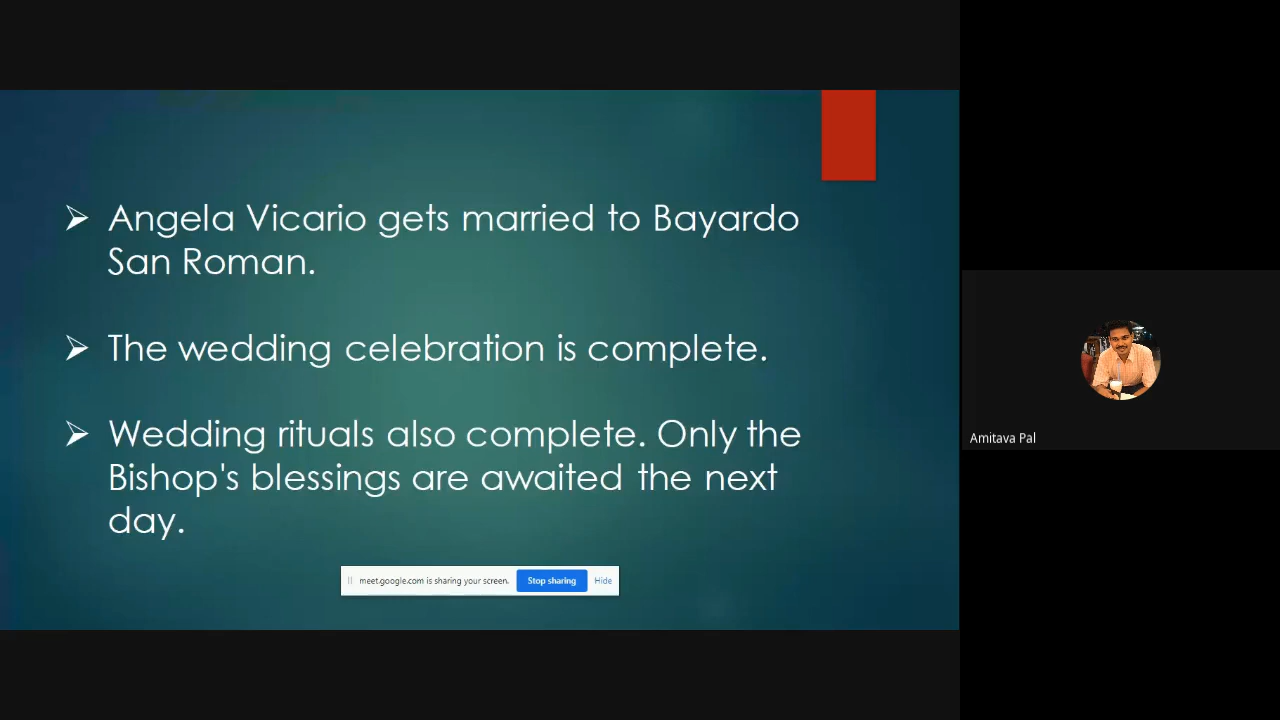 Angela Vicario gets married to Bayardo
San Roman.
The wedding celebration is complete.
Wedding rituals also complete. Only the
Bishop's blessings are awaited the next
day.
meet.google.com is sharing your screen. Stop sharing Hide
Amitava Pal